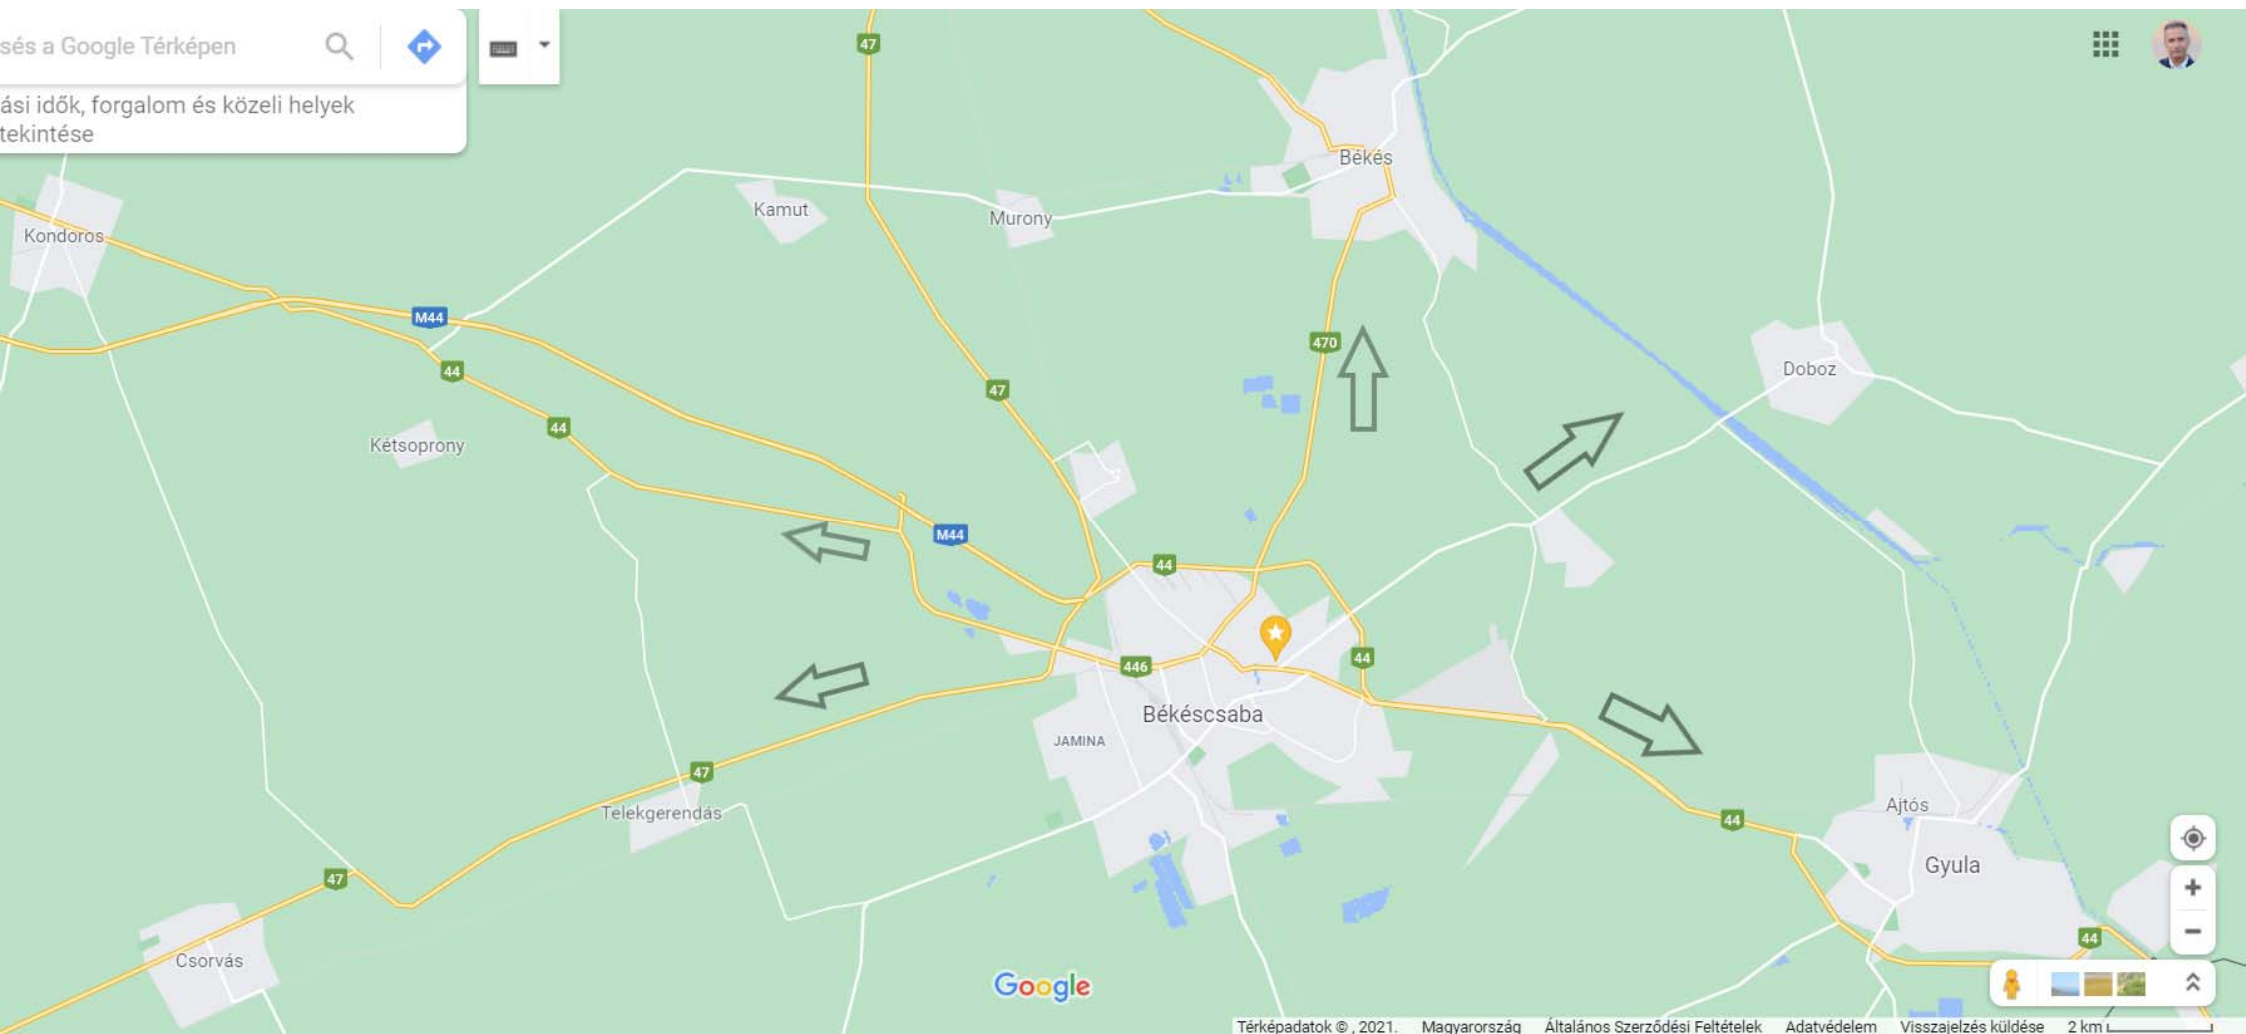 sés a Google Térképen
ási idők, forgalom és közeli helyek
tekintése
47
Békés
Kamut
Murony
Kondoros
M44
470
44
Doboz
47
44
Kétsoprony
M44
44
446
44
Békéscsaba
JAMINA
47
Telekgerendás
Ajtós
44
Gyula
47
44
Csorvás
Google
Térképadatok © , 2021. Magyarország Általános Szerződési Feltételek Adatvédelem Visszajelzés küldése 2 km